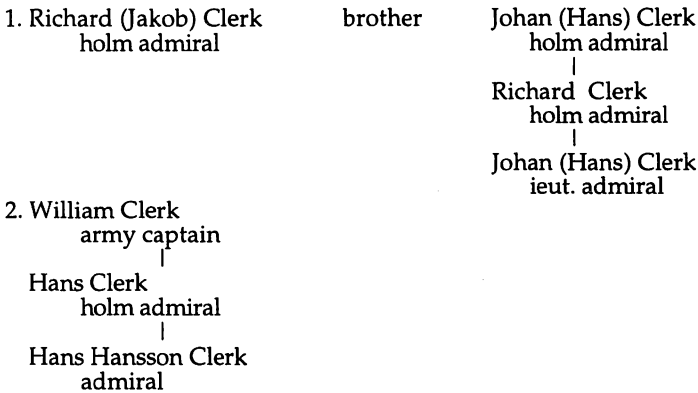 1. Richard (Jakob) Clerk brother Johan (Hans) Clerk
holm admiral holm admiral
Richard Clerk
holm admiral
Johan (Hans) Clerk
ieut. admiral
2. William Clerk
army captain
Hans Clerk
holm admiral
Hans Hansson Clerk
admiral